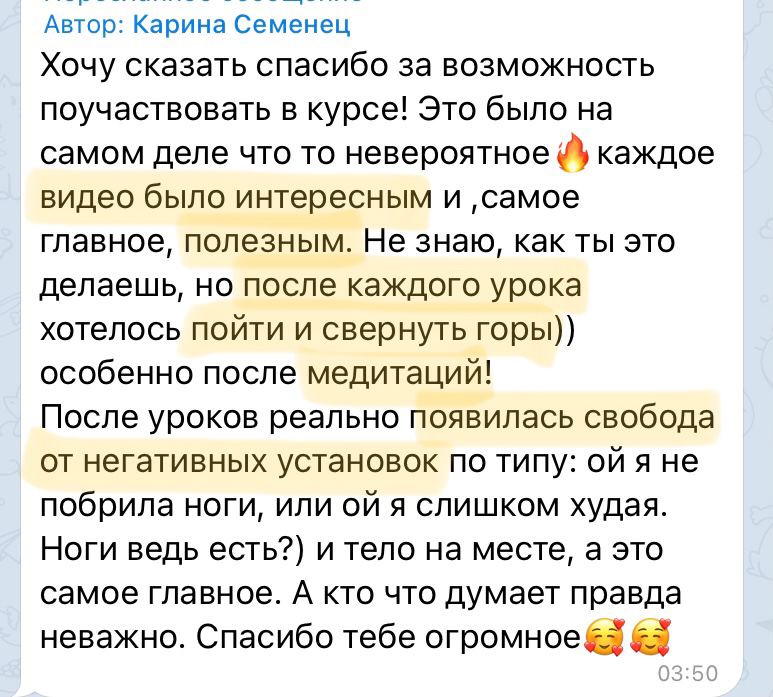 Автор: Карина Семенец
Хочу сказать спасибо за возможность
поучаствовать в курсе! Это было на
самом деле что то невероятное🔥каждое
видео было интересным и ,самое
главное, полезным. Не знаю, как ты это
делаешь, но после каждого урока
хотелось пойти и свернуть горы))
особенно после медитаций!
После уроков реально появилась свобода
от негативных установок по типу: ой я не
побрила ноги, или ой я слишком худая.
Ноги ведь есть?) и тело на месте, а это
самое главное. А кто что думает правда
неважно. Спасибо тебе огромное🥰🥰
03:50